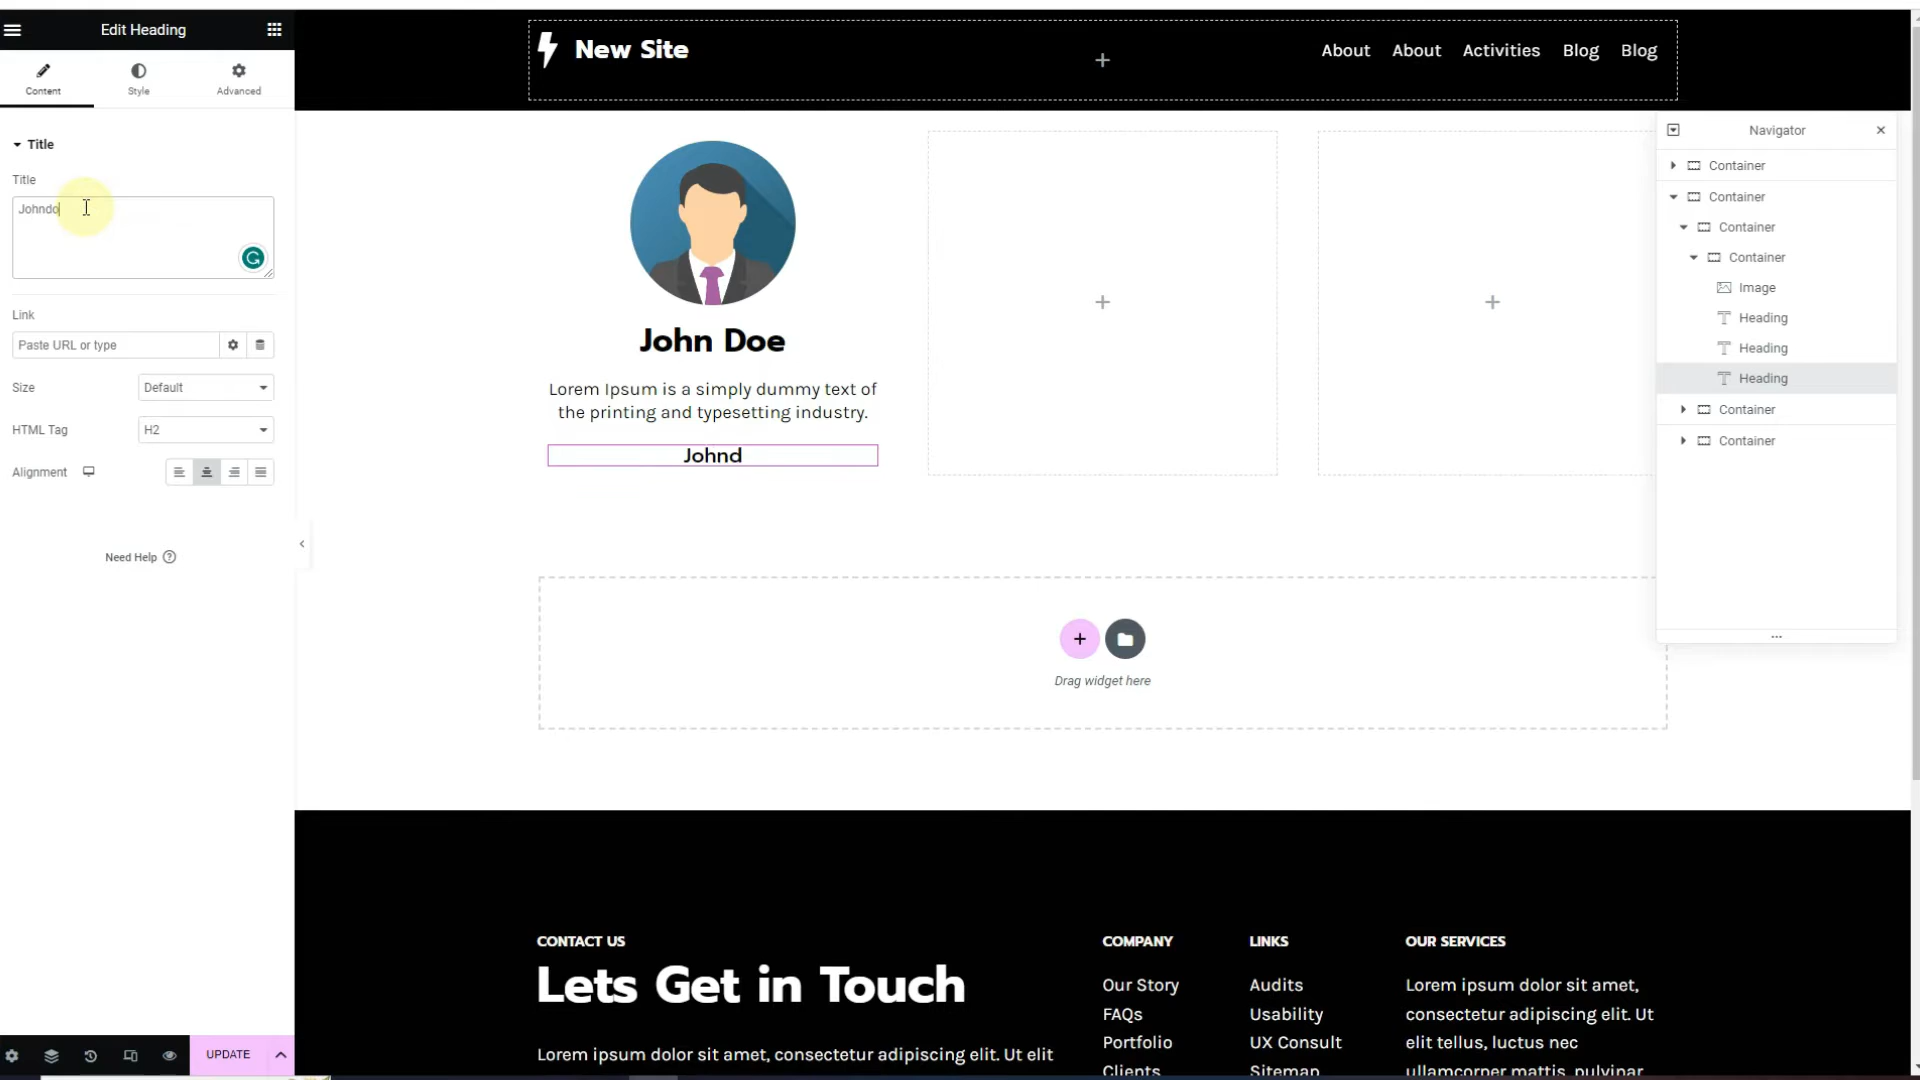 Edit Heading
Content
Style
Advanced
Title
Title
Johndo
Link
Paste URL or type
Size
Default
HTML Tag
H2
Alignment
Need Help
UPDATE
New Site
About
About
Activities
Blog
Blog
John Doe
Lorem Ipsum is a simply dummy text of
the printing and typesetting industry.
Johnd
Drag widget here
Navigator
Container
Container
Container
Container
Image
Heading
Heading
Heading
Container
Container
CONTACT US
Lets Get in Touch
Lorem ipsum dolor sit amet, consectetur adipiscing elit. Ut elit
COMPANY
Our Story
FAQs
Portfolio
Clients
LINKS
Audits
Usability
UX Consult
Sitemap
OUR SERVICES
Lorem ipsum dolor sit amet,
consectetur adipiscing elit. Ut
elit tellus, luctus nec
ullamcorper mattis, pulvinar